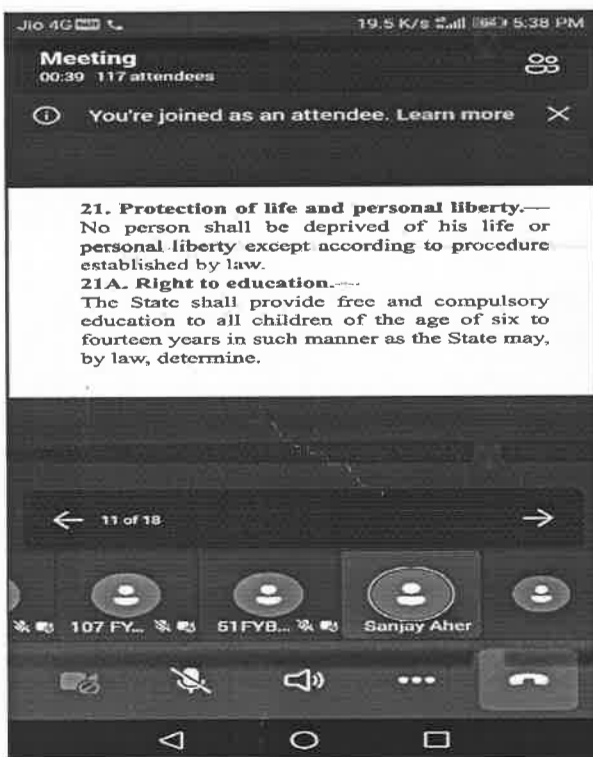 Jio 4G 19.5 K/s 64 5:38 PM
Meeting
00:39 117 attendees
You're joined as an attendee. Learn more
21. Protection of life and personal liberty.—
No person shall be deprived of his life or
personal liberty except according to procedure
established by law.
21A. Right to education.—
The State shall provide free and compulsory
education to all children of the age of six to
fourteen years in such manner as the State may,
by law, determine.
11 of 18
107 FY... 51FYB... Sanjay Aher